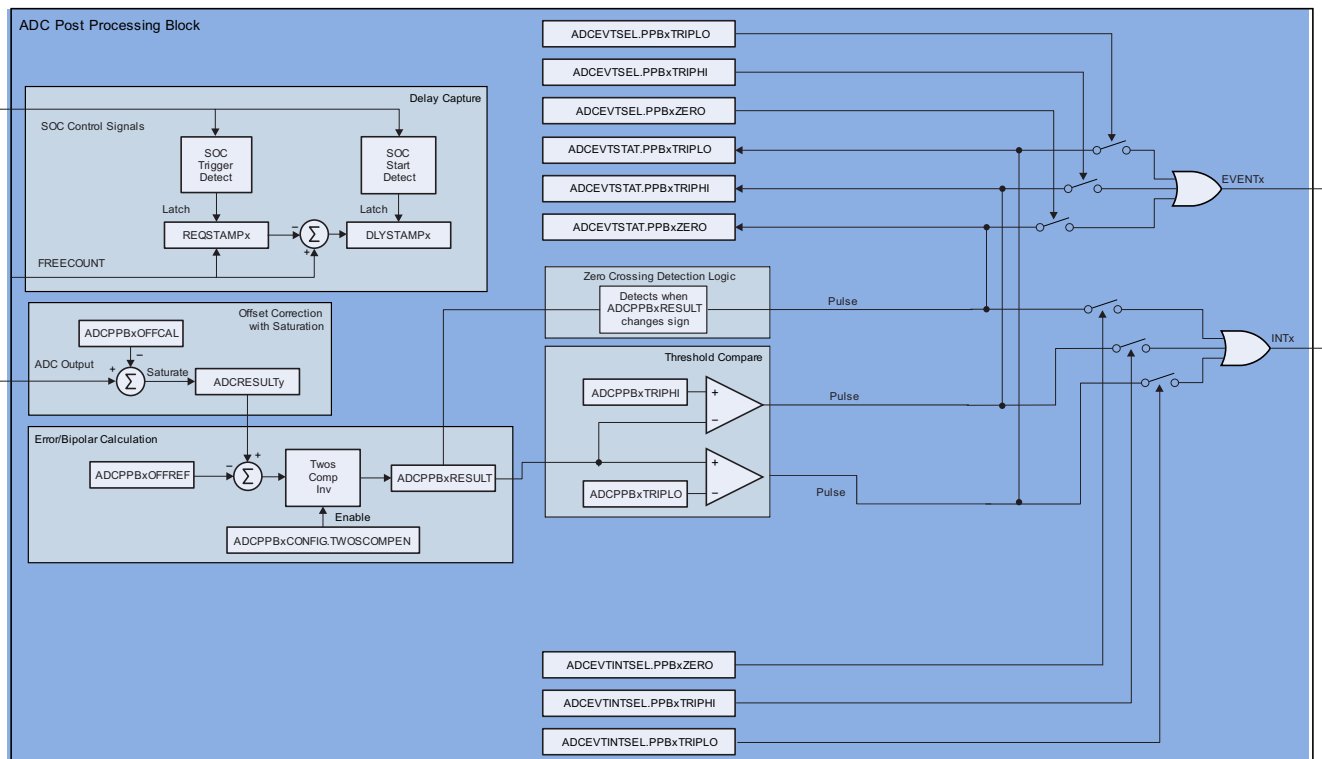 ADC Post Processing Block
ADCEVTSEL.PPBxTRIPLO
ADCEVTSEL.PPBxTRIPHI
ADCEVTSEL.PPBxZERO
ADCEVTSTAT.PPBxTRIPLO
ADCEVTSTAT.PPBxTRIPHI
ADCEVTSTAT.PPBxZERO
EVENTx
Delay Capture
SOC Control Signals
SOC
Trigger
Detect
SOC
Start
Detect
Latch
Latch
REQSTAMPx
−
Σ
+
DLYSTAMPx
FREECOUNT
Zero Crossing Detection Logic
Detects when
ADCPPBxRESULT
changes sign
Pulse
INTx
Offset Correction
with Saturation
ADCPPBxOFFCAL
−
ADC Output
+
Σ
Saturate
ADCRESULTy
Threshold Compare
ADCPPBxTRIPHI
+
−
Pulse
+
−
ADCPPBxTRIPLO
Pulse
Error/Bipolar Calculation
ADCPPBxOFFREF
−
+
Σ
Twos
Comp
Inv
ADCPPBxRESULT
Enable
ADCPPBxCONFIG.TWOSCOMPEN
ADCEVTINTSEL.PPBxZERO
ADCEVTINTSEL.PPBxTRIPHI
ADCEVTINTSEL.PPBxTRIPLO